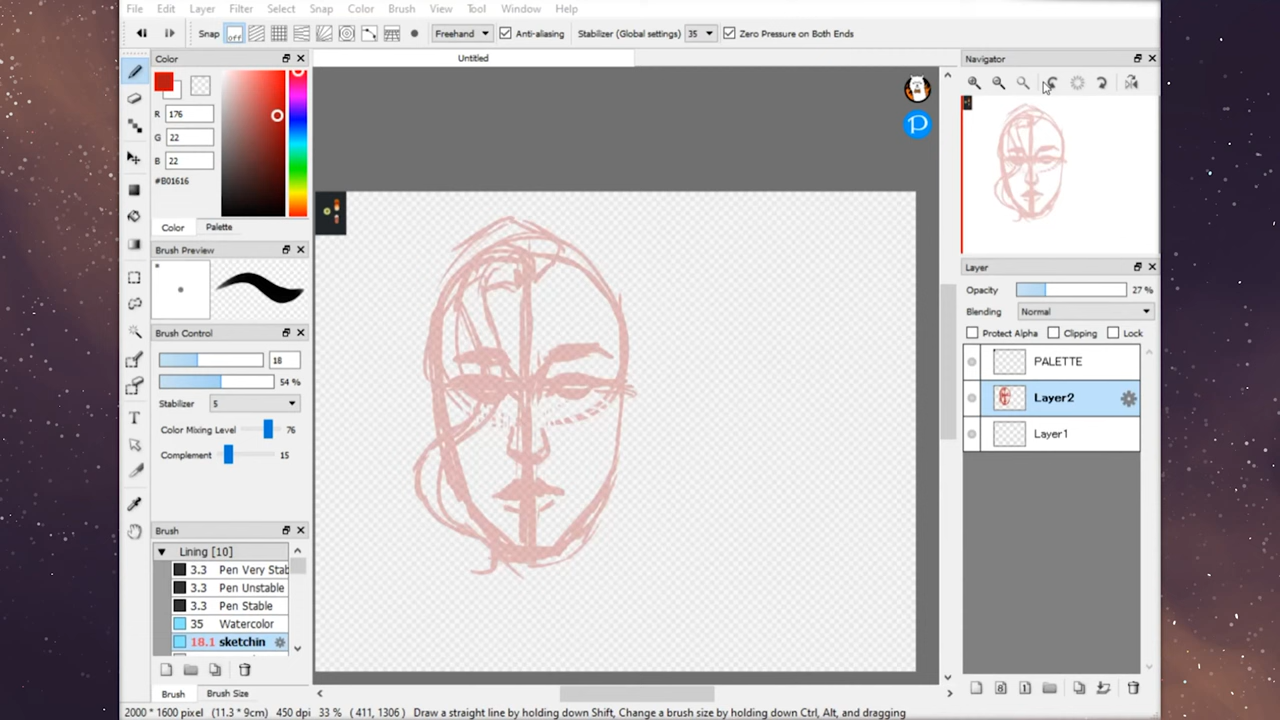 File Edit Layer Filter Select Snap Color Brush View Tool Window Help
Snap off Freehand Anti-aliasing Stabilizer (Global settings) 35 Zero Pressure on Both Ends
Color
Untitled
Navigator
R 176
G 22
B 22
#B01616
Color Palette
Brush Preview
Layer
Opacity 27 %
Blending Normal
Protect Alpha Clipping Lock
Brush Control
18
54 %
Stabilizer 5
Color Mixing Level 76
Complement 15
PALETTE
Layer2
Layer1
Brush
Lining [10]
3.3 Pen Very Stab
3.3 Pen Unstable
3.3 Pen Stable
35 Watercolor
18.1 sketchin
Brush Brush Size
2000 * 1600 pixel (11.3 * 9cm) 450 dpi 33 % ( 411, 1306 ) Draw a straight line by holding down Shift, Change a brush size by holding down Ctrl, Alt, and dragging